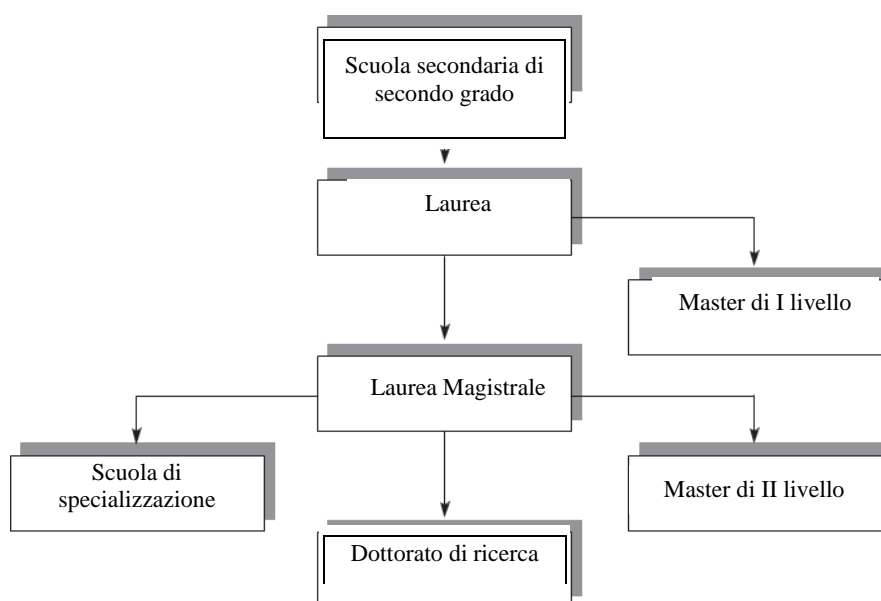 Scuola secondaria di
secondo grado
Laurea
Master di I livello
Laurea Magistrale
Scuola di
specializzazione
Master di II livello
Dottorato di ricerca